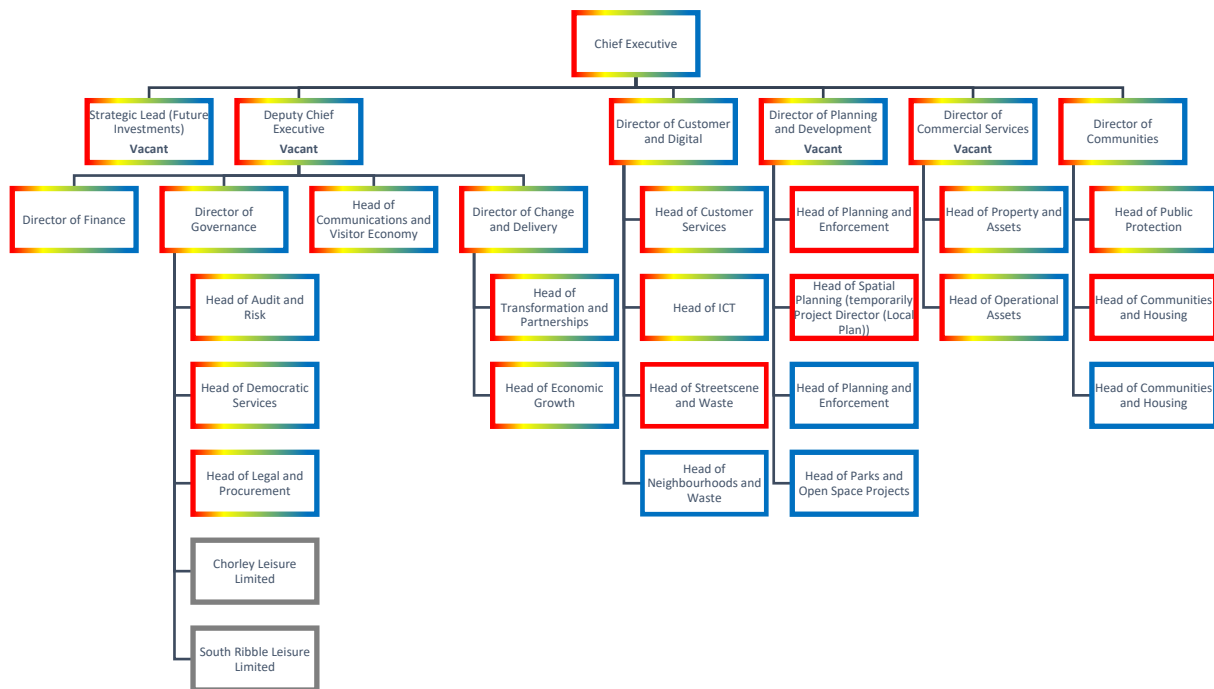 Chief Executive
Strategic Lead (Future
Investments)
Vacant
Deputy Chief
Executive
Vacant
Director of Customer
and Digital
Director of Planning
and Development
Vacant
Director of
Commercial Services
Vacant
Director of
Communities
Director of Finance
Director of
Governance
Head of
Communications and
Visitor Economy
Director of Change
and Delivery
Head of Customer
Services
Head of Planning and
Enforcement
Head of Property and
Assets
Head of Public
Protection
Head of Audit and
Risk
Head of
Transformation and
Partnerships
Head of ICT
Head of Spatial
Planning (temporarily
Project Director (Local
Plan))
Head of Operational
Assets
Head of Communities
and Housing
Head of Democratic
Services
Head of Economic
Growth
Head of Streetscene
and Waste
Head of Planning and
Enforcement
Head of Communities
and Housing
Head of Legal and
Procurement
Head of
Neighbourhoods and
Waste
Head of Parks and
Open Space Projects
Chorley Leisure
Limited
South Ribble Leisure
Limited